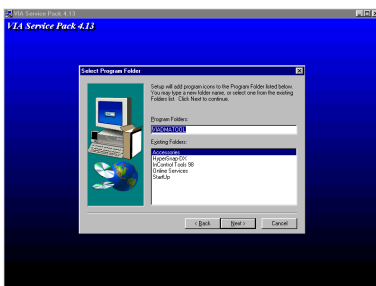 VIA Service Pack 4.13
VIA Service Pack 4.13
Select Program Folder
Setup will add program icons to the Program Folder listed below.
You may type a new folder name, or select one from the existing
Folders list. Click Next to continue.
Program Folders:
VIADMATOOL
Existing Folders:
Accessories
HyperSnap-DX
InControl Tools 98
Online Services
StartUp
< Back
Next >
Cancel